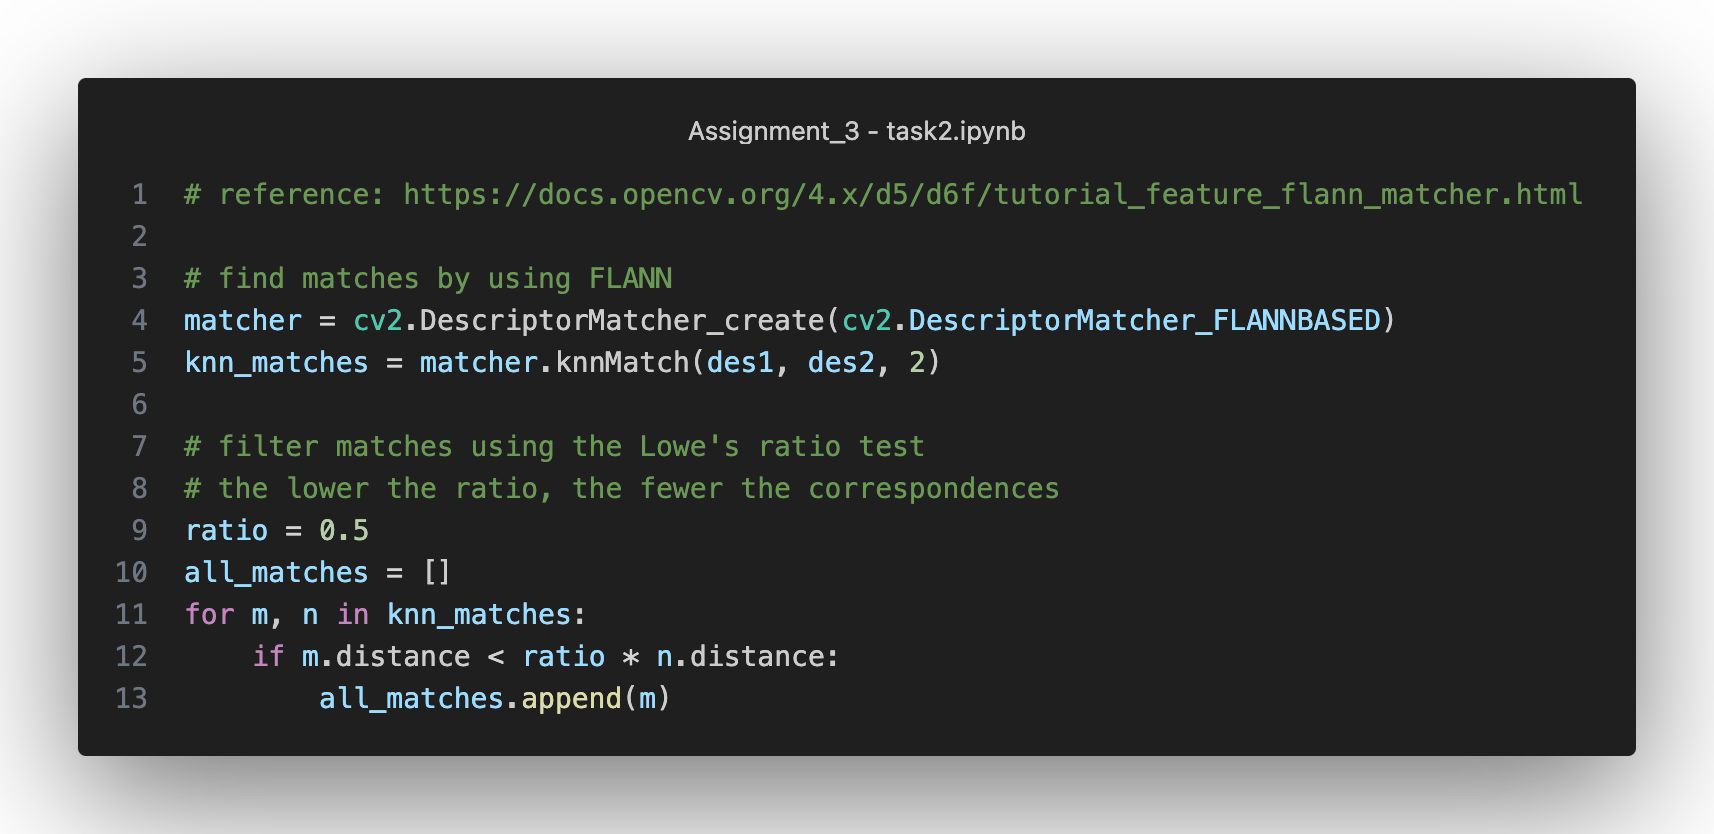 Assignment_3 - task2.ipynb
1 # reference: https://docs.opencv.org/4.x/d5/d6f/tutorial_feature_flann_matcher.html
2
3 # find matches by using FLANN
4 matcher = cv2.DescriptorMatcher_create(cv2.DescriptorMatcher_FLANNBASED)
5 knn_matches = matcher.knnMatch(des1, des2, 2)
6
7 # filter matches using the Lowe's ratio test
8 # the lower the ratio, the fewer the correspondences
9 ratio = 0.5
10 all_matches = []
11 for m, n in knn_matches:
12     if m.distance < ratio * n.distance:
13         all_matches.append(m)